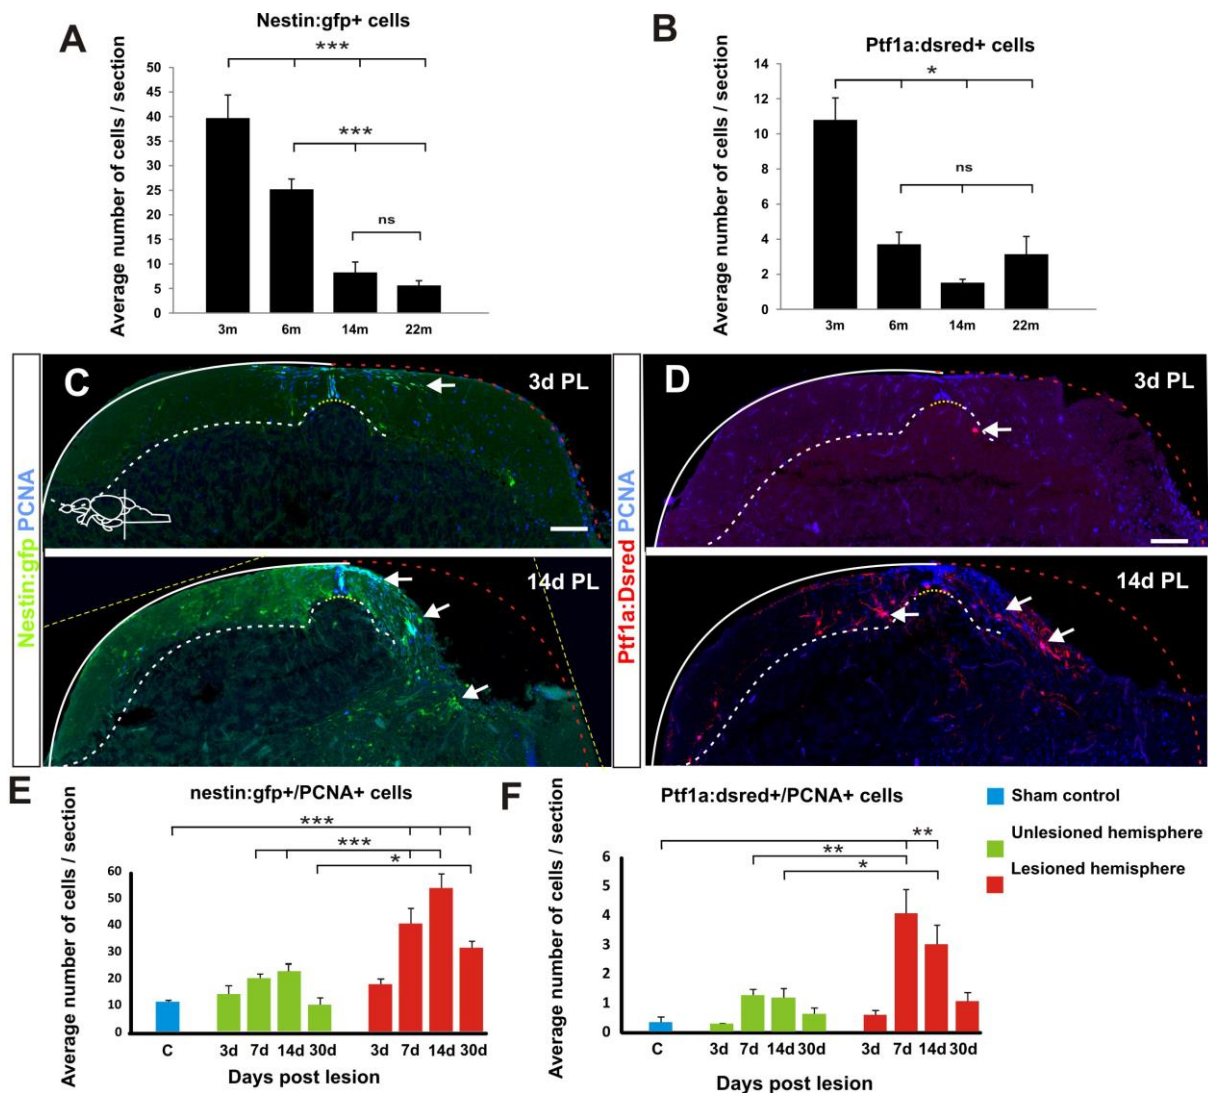 A
Nestin:gfp+ cells
***
***
ns
Average number of cells / section
50
45
40
35
30
25
20
15
10
5
0
3m 6m 14m 22m
B
Ptf1a:dsred+ cells
*
ns
Average number of cells / section
14
12
10
8
6
4
2
0
3m 6m 14m 22m
Nestin:gfp PCNA
C
3d PL
14d PL
Ptf1a:Dsred PCNA
D
3d PL
14d PL
E
nestin:gfp+/PCNA+ cells
***
***
*
Average number of cells / section
60
50
40
30
20
10
0
C 3d 7d 14d 30d 3d 7d 14d 30d
Days post lesion
F
Ptf1a:dsred+/PCNA+ cells
**
**
*
Average number of cells / section
6
5
4
3
2
1
0
C 3d 7d 14d 30d 3d 7d 14d 30d
Days post lesion
Sham control
Unlesioned hemisphere
Lesioned hemisphere